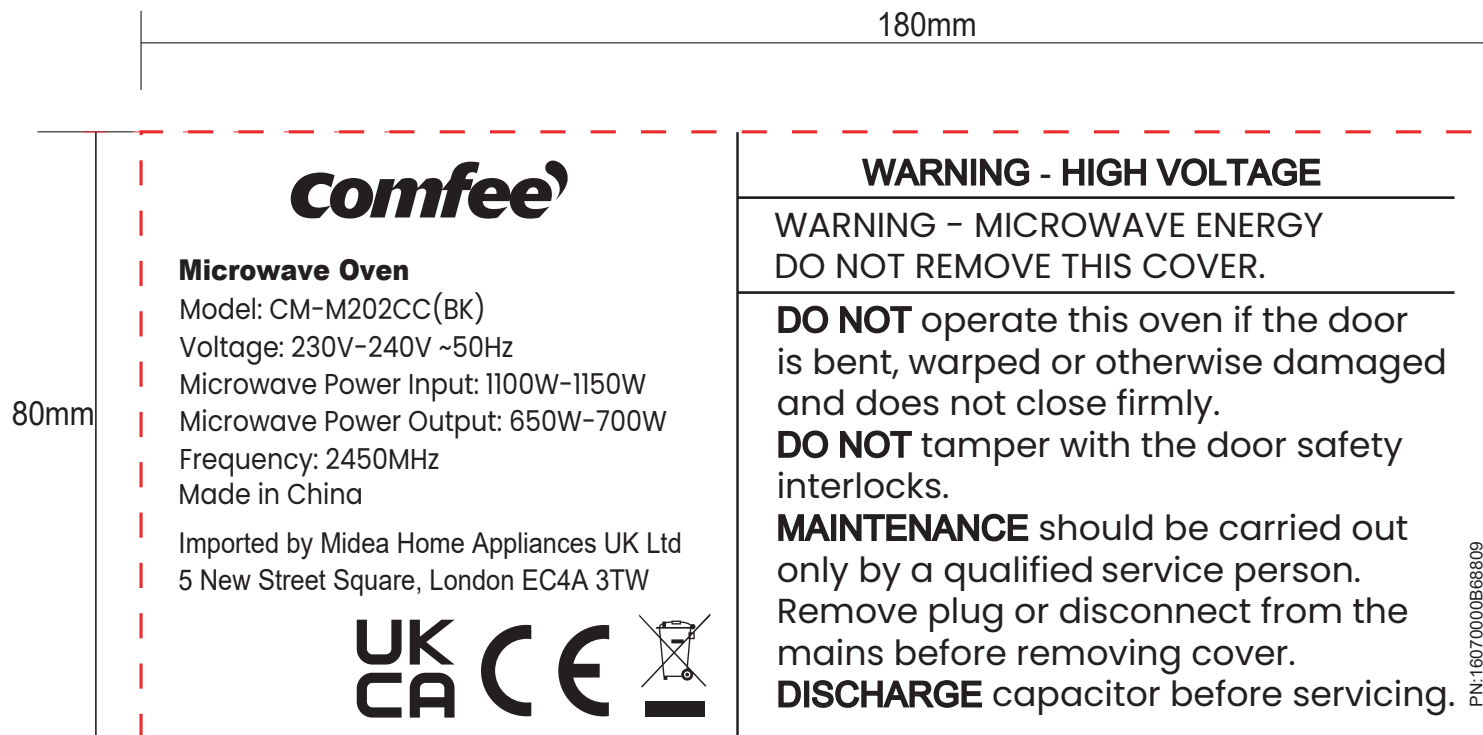 180mm
80mm
comfee'
Microwave Oven
Model: CM-M202CC(BK)
Voltage: 230V-240V ~50Hz
Microwave Power Input: 1100W-1150W
Microwave Power Output: 650W-700W
Frequency: 2450MHz
Made in China
Imported by Midea Home Appliances UK Ltd
5 New Street Square, London EC4A 3TW
UK
CA
CE
WARNING - HIGH VOLTAGE
WARNING - MICROWAVE ENERGY
DO NOT REMOVE THIS COVER.
DO NOT operate this oven if the door
is bent, warped or otherwise damaged
and does not close firmly.
DO NOT tamper with the door safety
interlocks.
MAINTENANCE should be carried out
only by a qualified service person.
Remove plug or disconnect from the
mains before removing cover.
DISCHARGE capacitor before servicing.
PN:16070000B68809